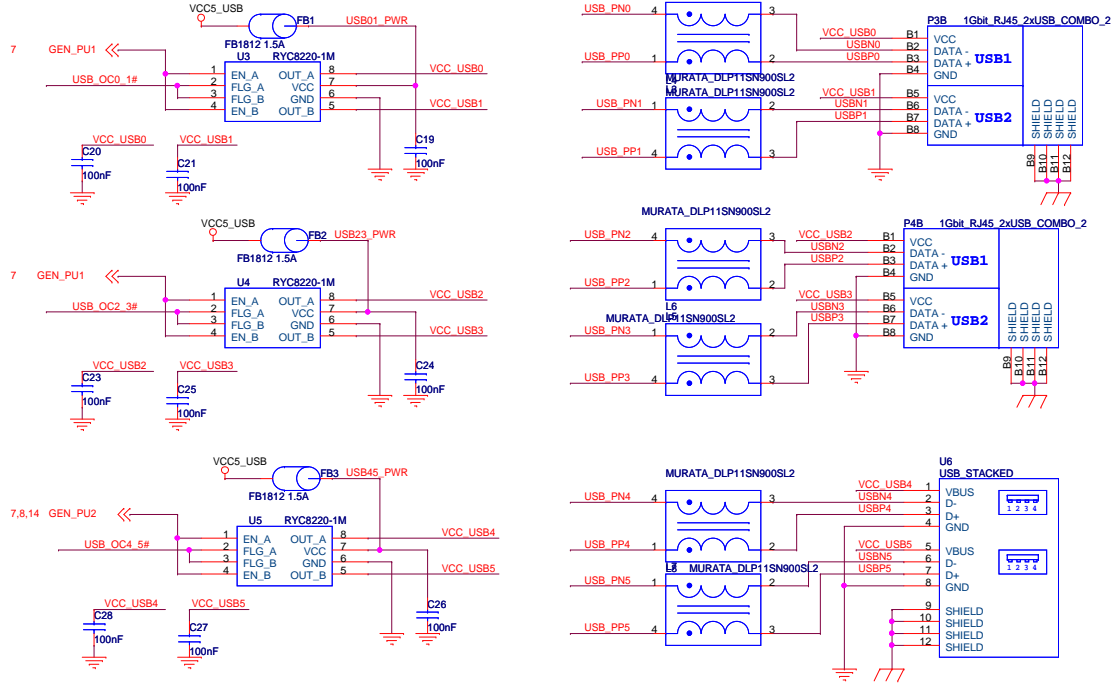 VCC5_USB
FB1
USB01_PWR
FB1812 1.5A
7 GEN_PU1
U3 RYC8220-1M
1 EN_A OUT_A 8 VCC_USB0
USB_OC0_1# 2 FLG_A VCC 7
3 FLG_B GND 6
4 EN_B OUT_B 5 VCC_USB1
VCC_USB0 VCC_USB1
C20 100nF
C21 100nF
C19 100nF
USB_PN0 4 3
USB_PP0 1 2
MURATA_DLP11SN900SL2
MURATA_DLP11SN900SL2
USB_PN1 1 2
USB_PP1 4 3
P3B 1Gbit_RJ45_2xUSB_COMBO_2
VCC_USB0 B1 VCC
USBN0 B2 DATA -
USBP0 B3 DATA +
B4 GND
USB1
VCC_USB1 B5 VCC
USBN1 B6 DATA -
USBP1 B7 DATA +
B8 GND
USB2
SHIELD SHIELD SHIELD SHIELD
B9 B10 B11 B12
VCC5_USB
FB2
USB23_PWR
FB1812 1.5A
7 GEN_PU1
U4 RYC8220-1M
1 EN_A OUT_A 8 VCC_USB2
USB_OC2_3# 2 FLG_A VCC 7
3 FLG_B GND 6
4 EN_B OUT_B 5 VCC_USB3
VCC_USB2 VCC_USB3
C23 100nF
C25 100nF
C24 100nF
MURATA_DLP11SN900SL2
USB_PN2 4 3
USB_PP2 1 2
L6
MURATA_DLP11SN900SL2
USB_PN3 1 2
USB_PP3 4 3
P4B 1Gbit_RJ45_2xUSB_COMBO_2
VCC_USB2 B1 VCC
USBN2 B2 DATA -
USBP2 B3 DATA +
B4 GND
USB1
VCC_USB3 B5 VCC
USBN3 B6 DATA -
USBP3 B7 DATA +
B8 GND
USB2
SHIELD SHIELD SHIELD SHIELD
B9 B10 B11 B12
VCC5_USB
FB3
USB45_PWR
FB1812 1.5A
7,8,14 GEN_PU2
U5 RYC8220-1M
1 EN_A OUT_A 8 VCC_USB4
USB_OC4_5# 2 FLG_A VCC 7
3 FLG_B GND 6
4 EN_B OUT_B 5 VCC_USB5
VCC_USB4 VCC_USB5
C28 100nF
C27 100nF
C26 100nF
MURATA_DLP11SN900SL2
USB_PN4 4 3
USB_PP4 1 2
MURATA_DLP11SN900SL2
USB_PN5 1 2
USB_PP5 4 3
U6
USB_STACKED
VCC_USB4 1 VBUS
USBN4 2 D-
USBP4 3 D+
4 GND
1 2 3 4
VCC_USB5 5 VBUS
USBN5 6 D-
USBP5 7 D+
8 GND
1 2 3 4
9 SHIELD
10 SHIELD
11 SHIELD
12 SHIELD